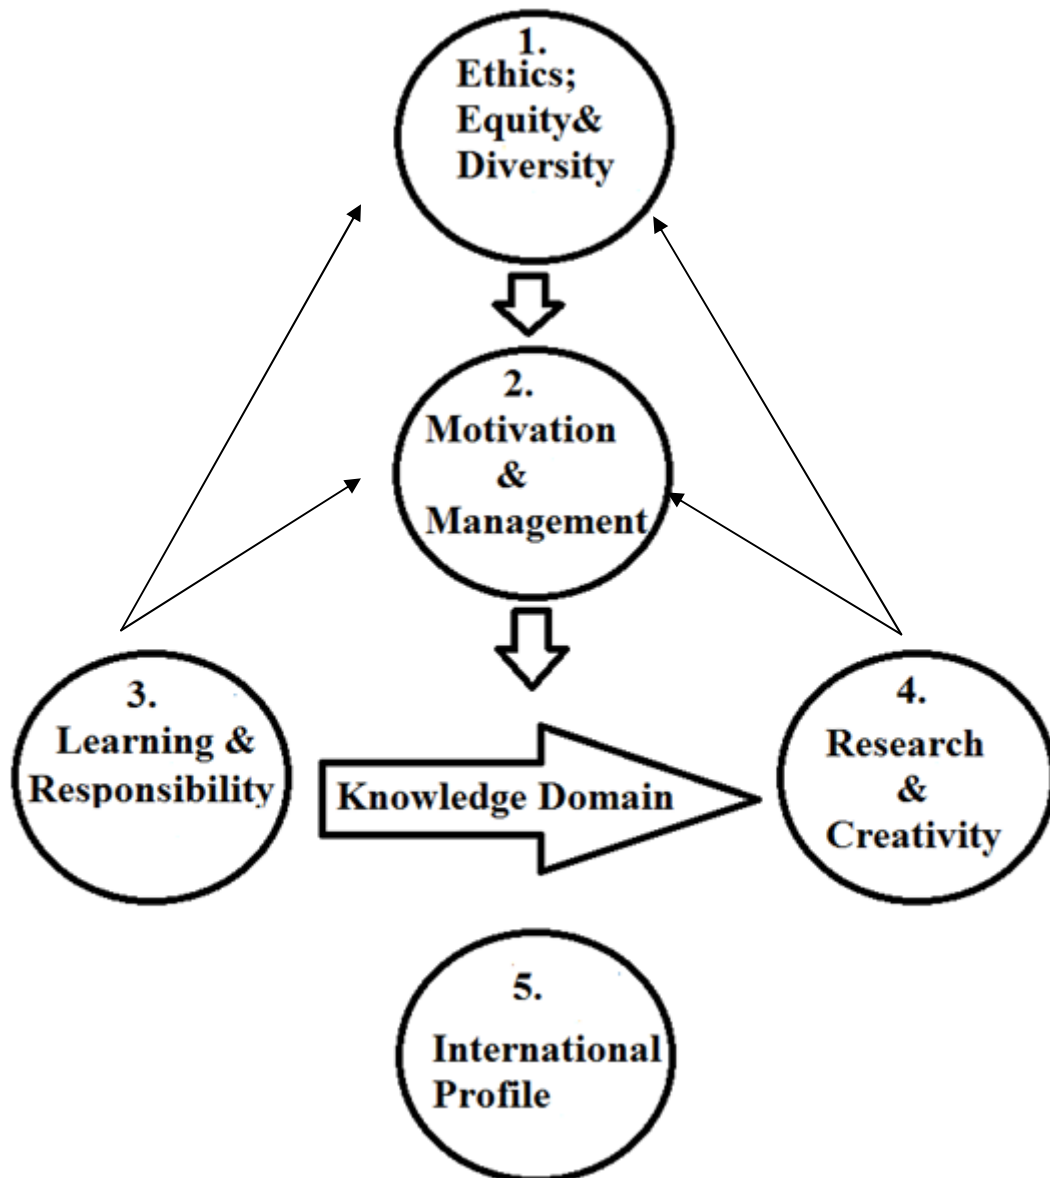 1.
Ethics;
Equity&
Diversity
2.
Motivation
&
Management
3.
Learning &
Responsibility
Knowledge Domain
4.
Research
&
Creativity
5.
International
Profile